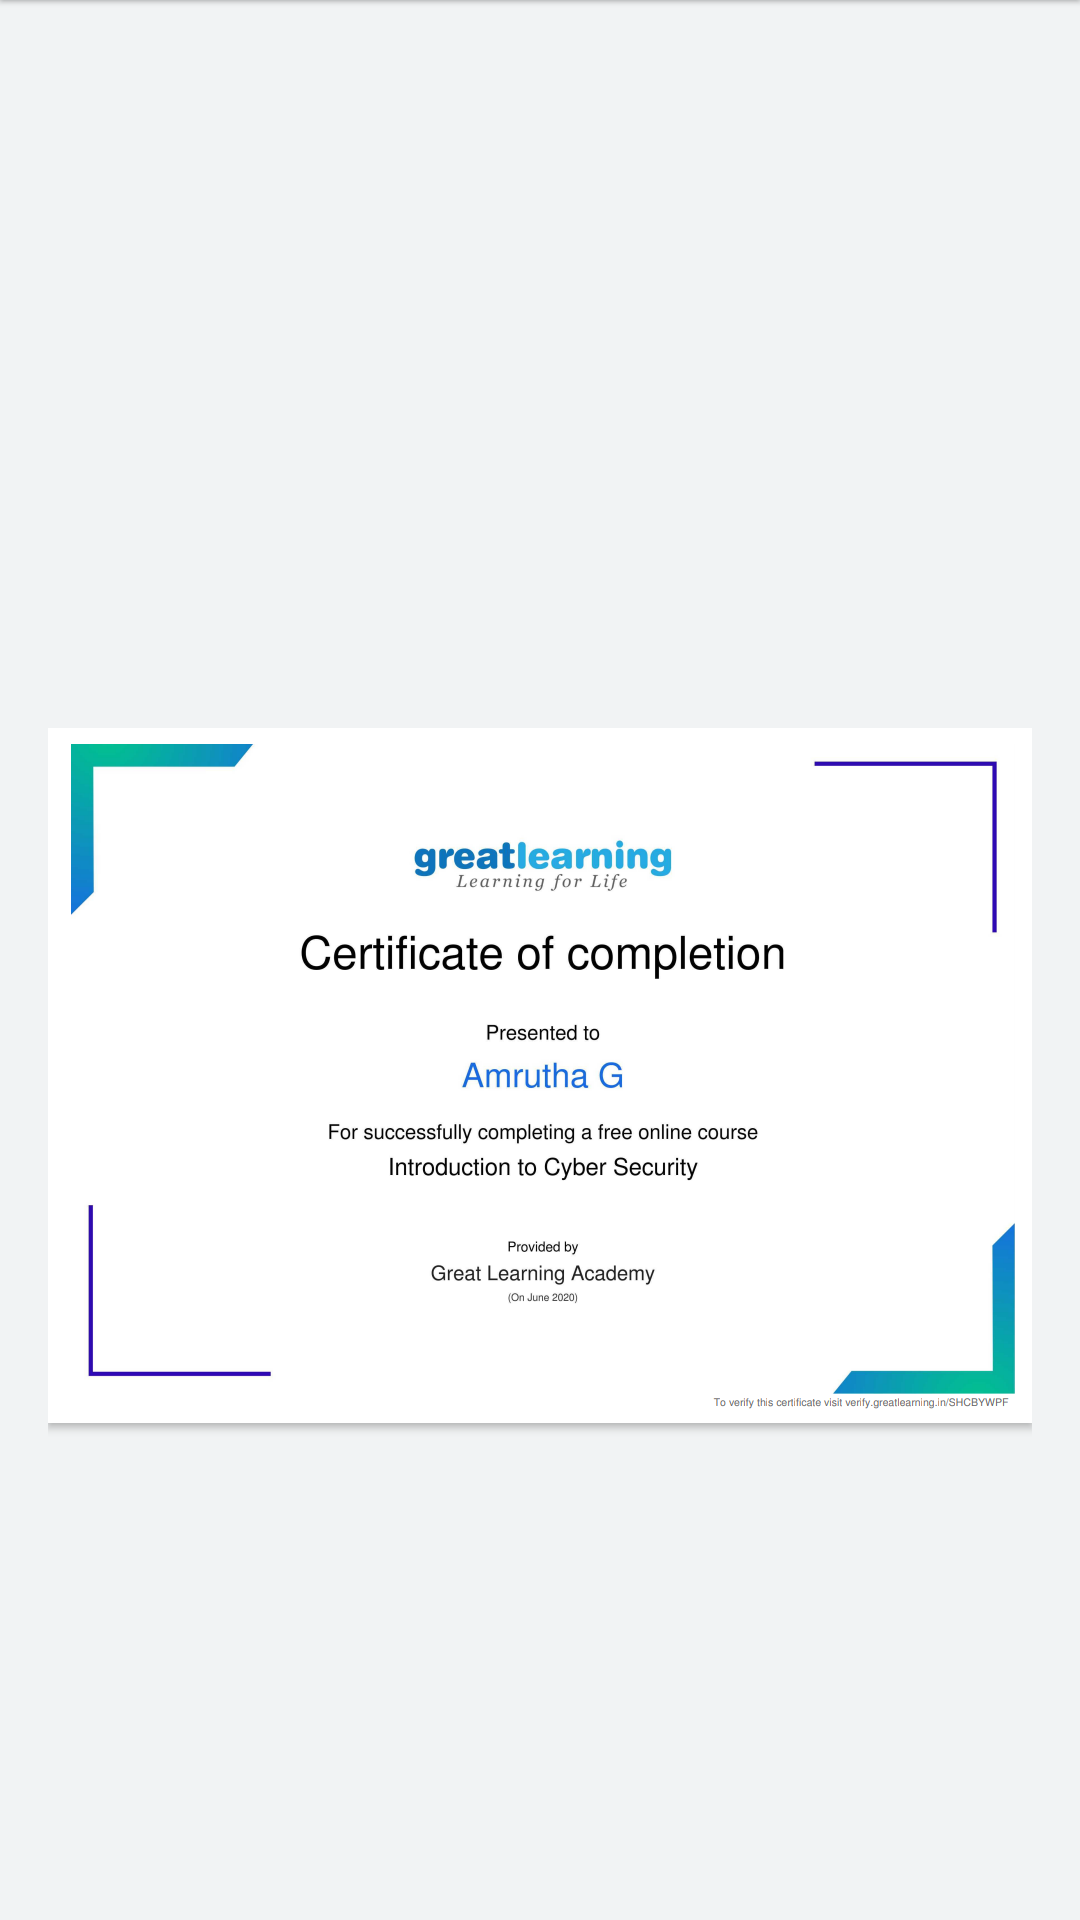 greatlearning
Learning for Life
Certificate of completion
Presented to
Amrutha G
For successfully completing a free online course
Introduction to Cyber Security
Provided by
Great Learning Academy
(On June 2020)
To verify this certificate visit verify.greatlearning.in/SHCBYWPF